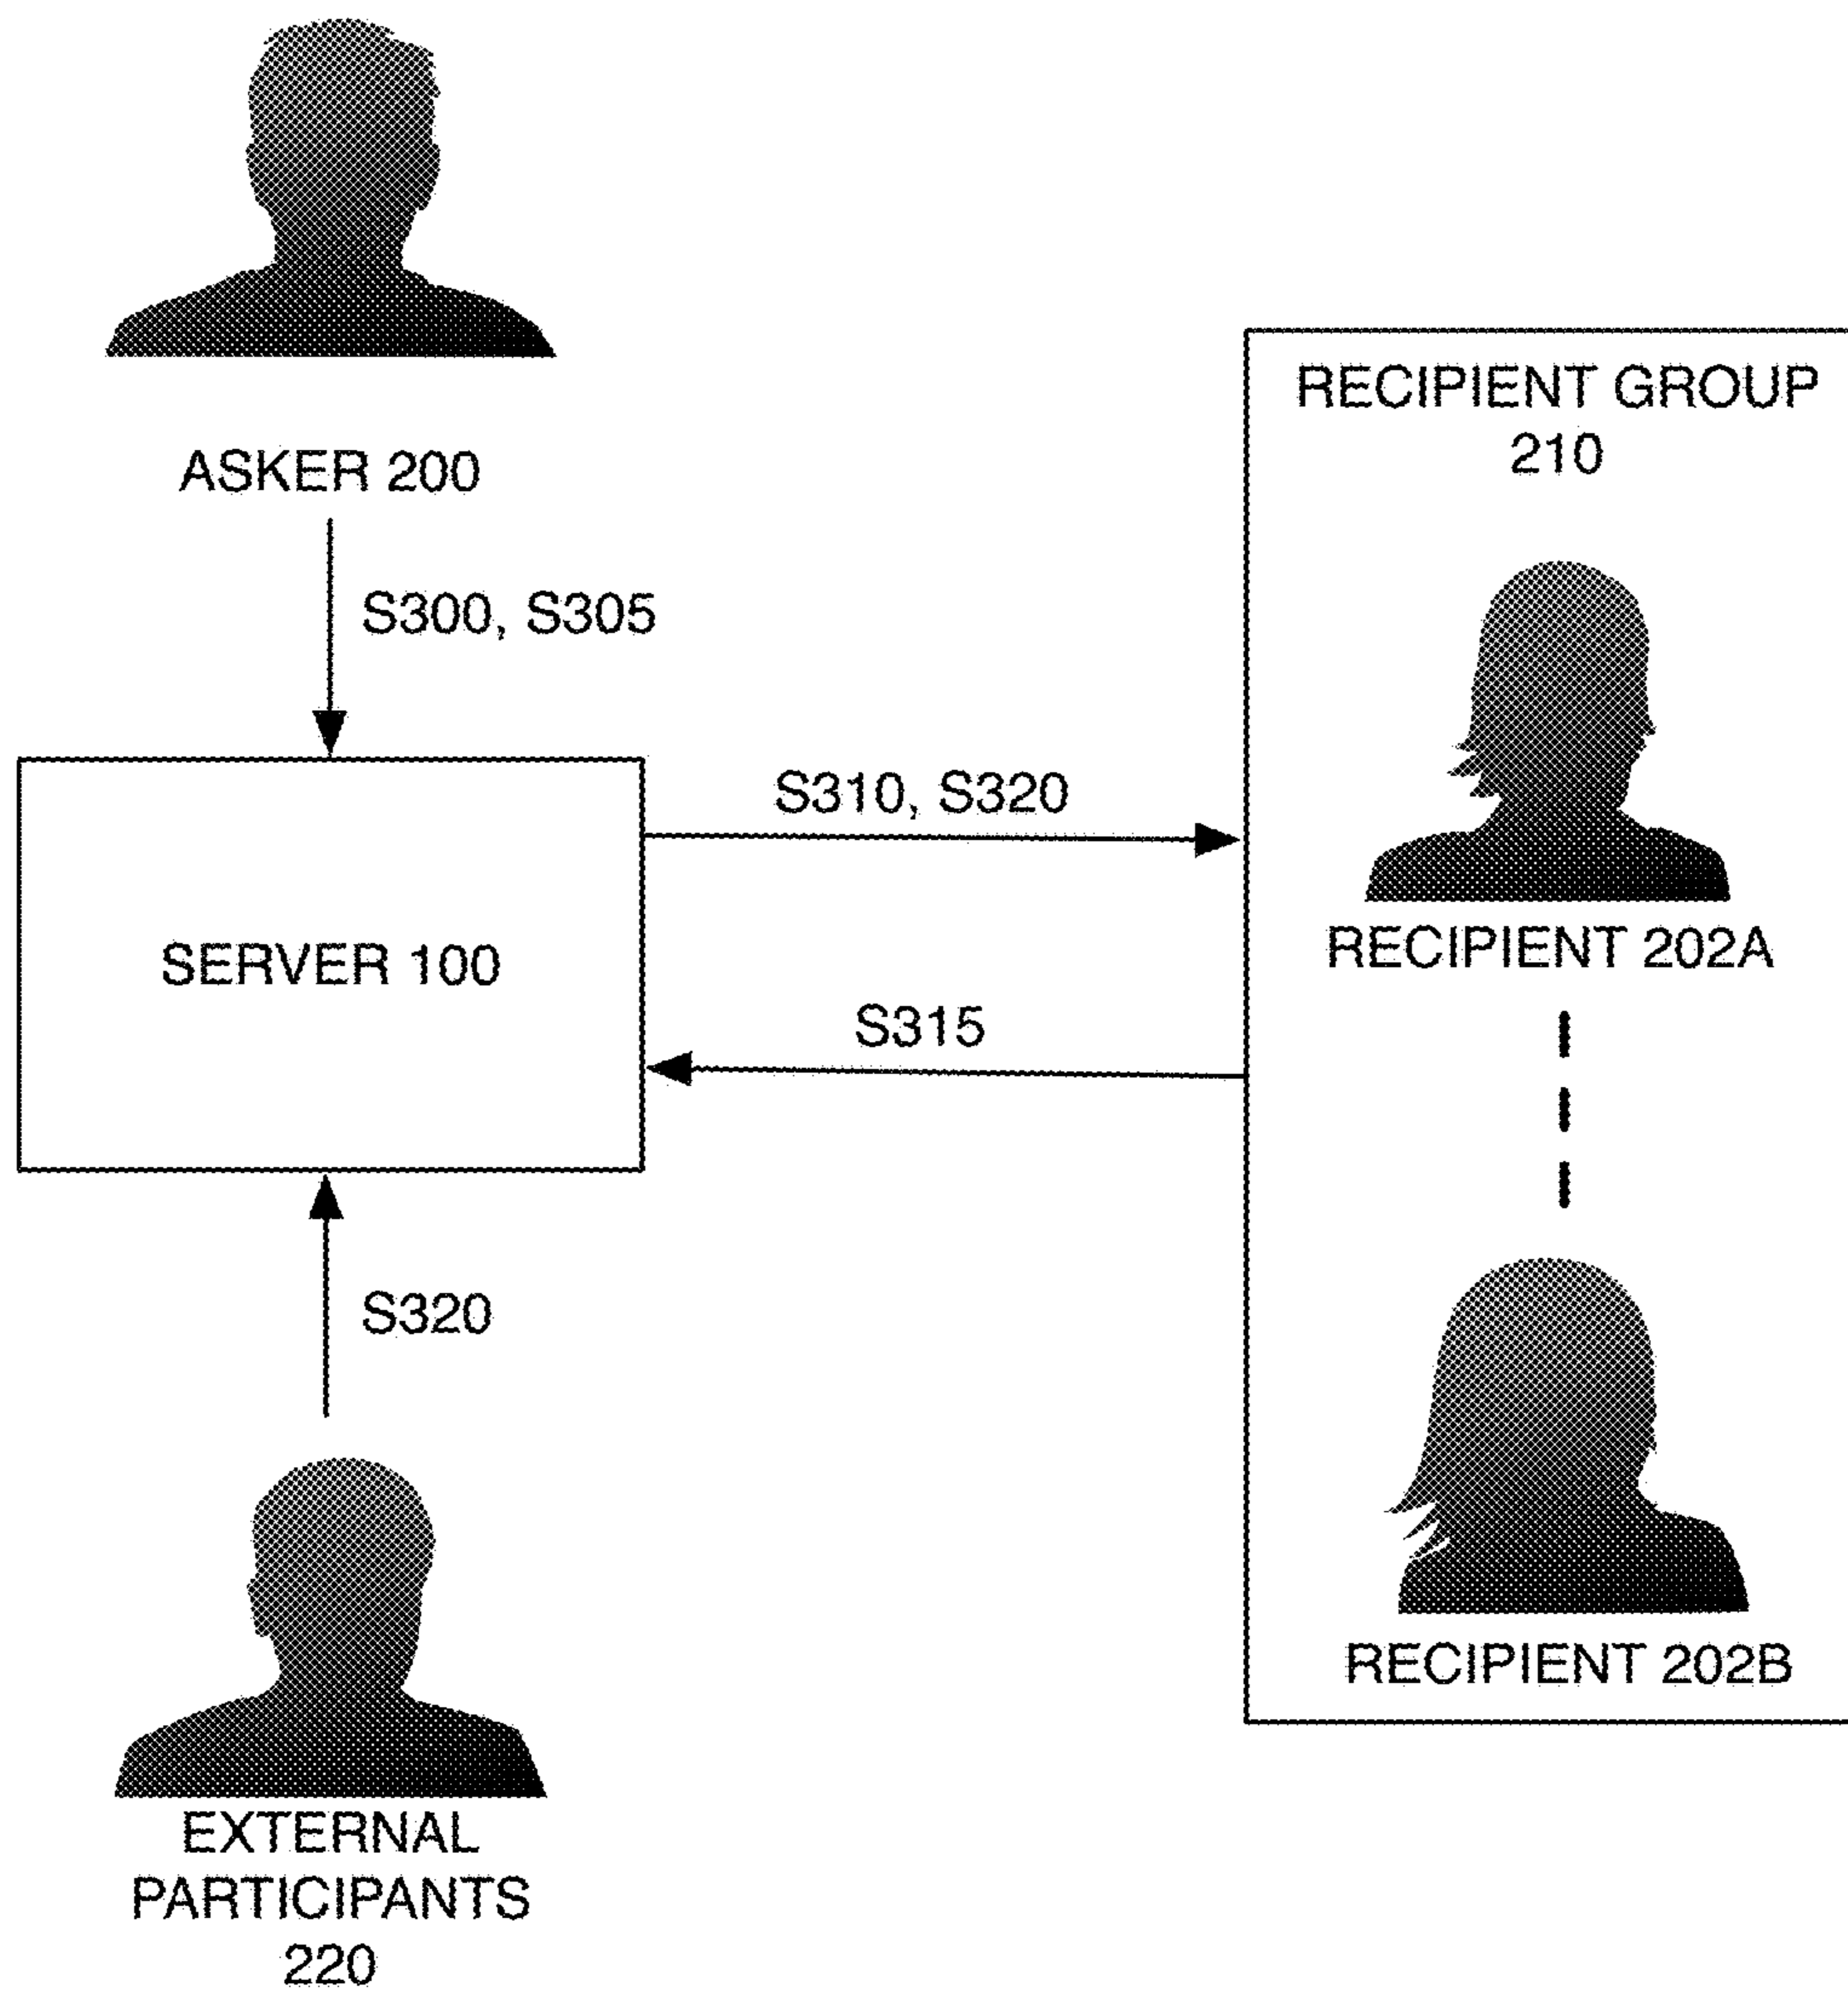 ASKER 200
S300, S305
RECIPIENT GROUP
210
S310, S320
SERVER 100
RECIPIENT 202A
S315
S320
RECIPIENT 202B
EXTERNAL
PARTICIPANTS
220